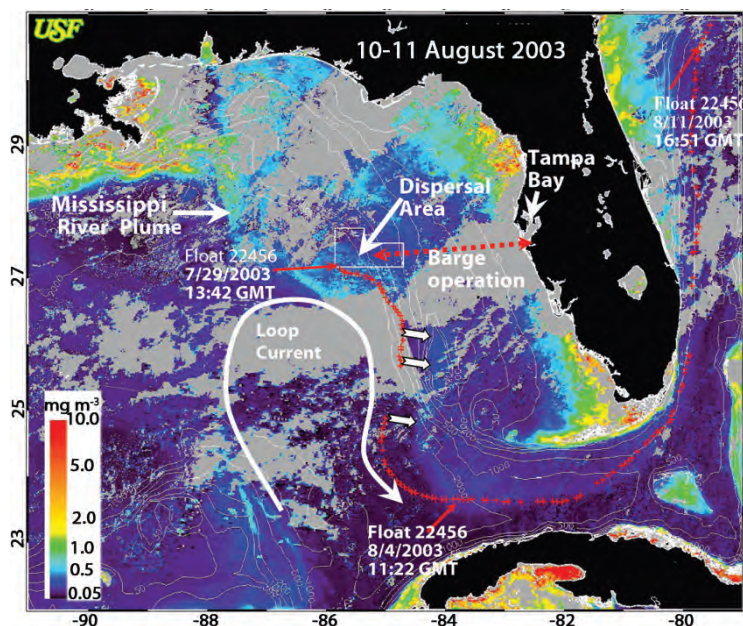 USF
10-11 August 2003
Float 22456
8/11/2003
16:51 GMT
29
Tampa
Bay
Dispersal
Area
Mississippi
River Plume
Float 22456
7/29/2003
13:42 GMT
27
Barge
operation
Loop
Current
mg m⁻³
10.0
5.0
2.0
1.0
0.5
0.05
25
23
Float 22456
8/4/2003
11:22 GMT
-90
-88
-86
-84
-82
-80